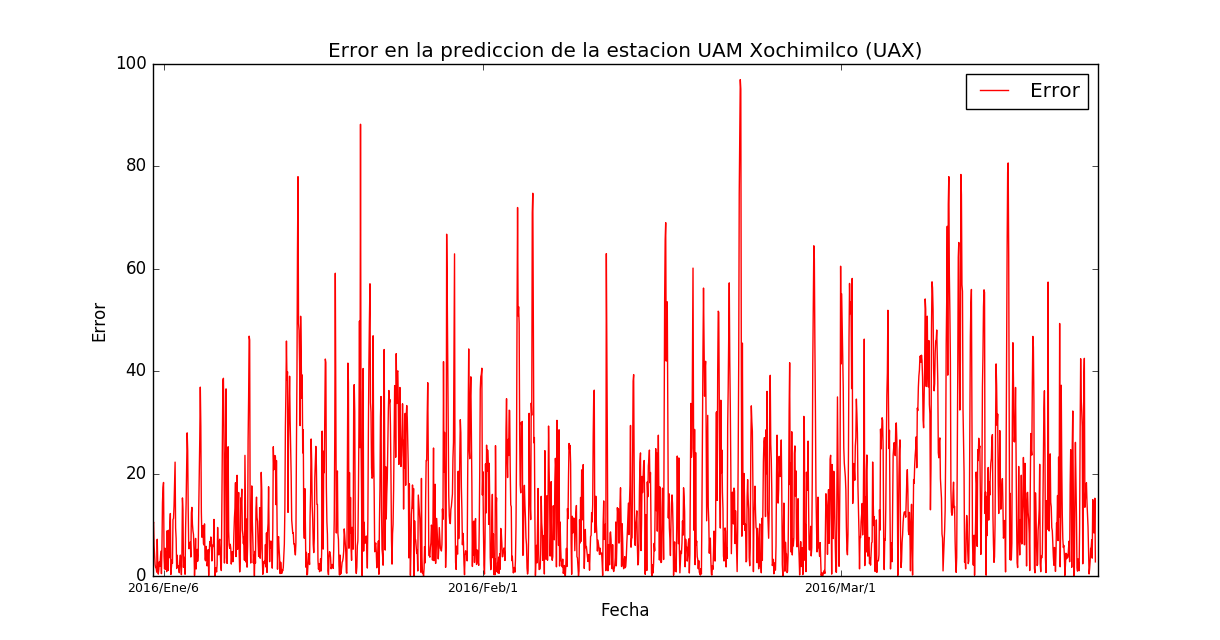 Error en la prediccion de la estacion UAM Xochimilco (UAX)
100
Error
80
60
Error
40
20
0
2016/Ene/6
2016/Feb/1
2016/Mar/1
Fecha